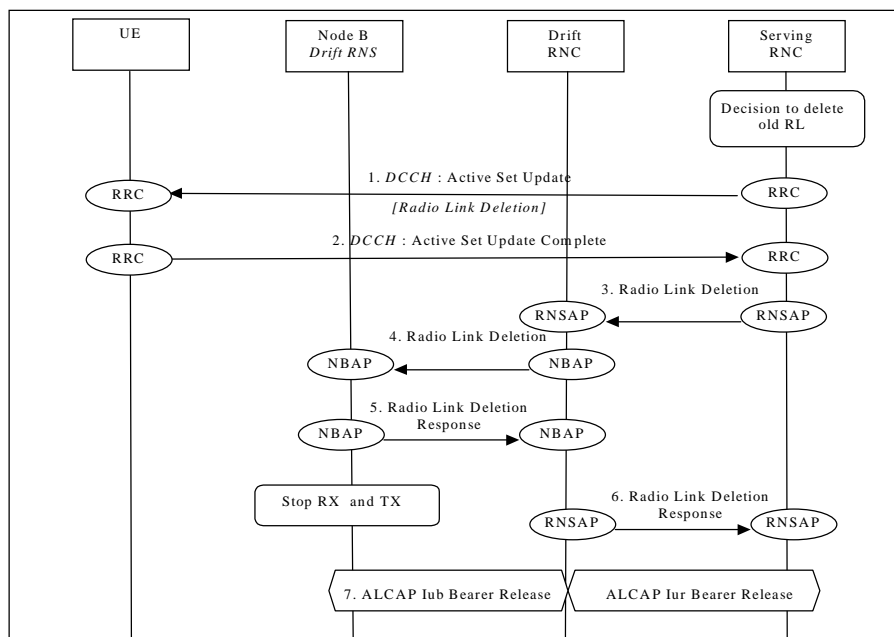 UE
Node B
Drift RNS
Drift
RNC
Serving
RNC
Decision to delete
old RL
1. DCCH : Active Set Update
RRC
RRC
[Radio Link Deletion]
2. DCCH : Active Set Update Complete
RRC
RRC
3. Radio Link Deletion
RNSAP
RNSAP
4. Radio Link Deletion
NBAP
NBAP
5. Radio Link Deletion
Response
NBAP
NBAP
Stop RX and TX
6. Radio Link Deletion
Response
RNSAP
RNSAP
7. ALCAP Iub Bearer Release
ALCAP Iur Bearer Release